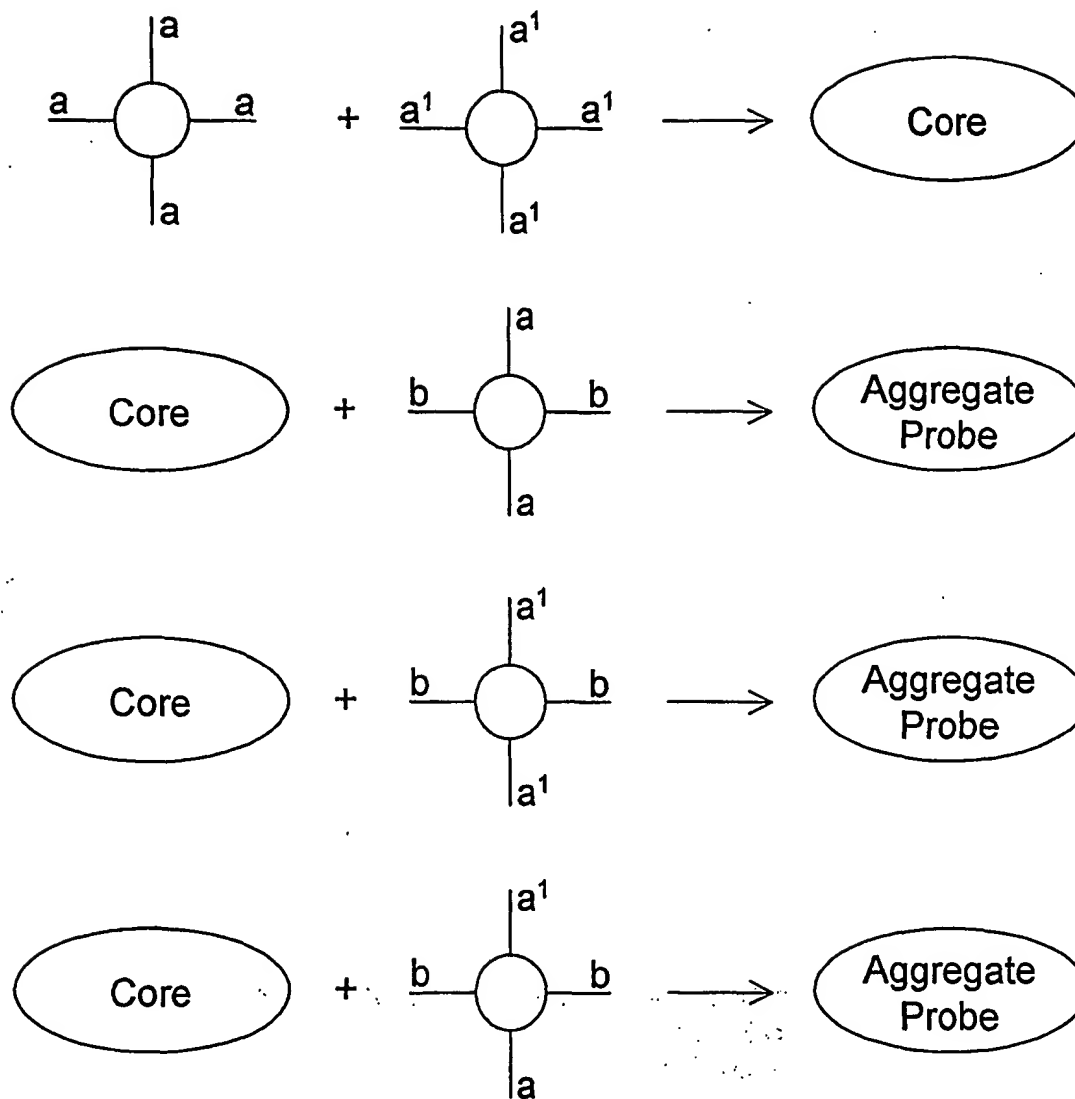 a
a a
a
+
a¹
a¹ a¹
a¹
Core
Core
+
a
b b
a
Aggregate
Probe
Core
+
a¹
b b
a¹
Aggregate
Probe
Core
+
a¹
b b
a
Aggregate
Probe